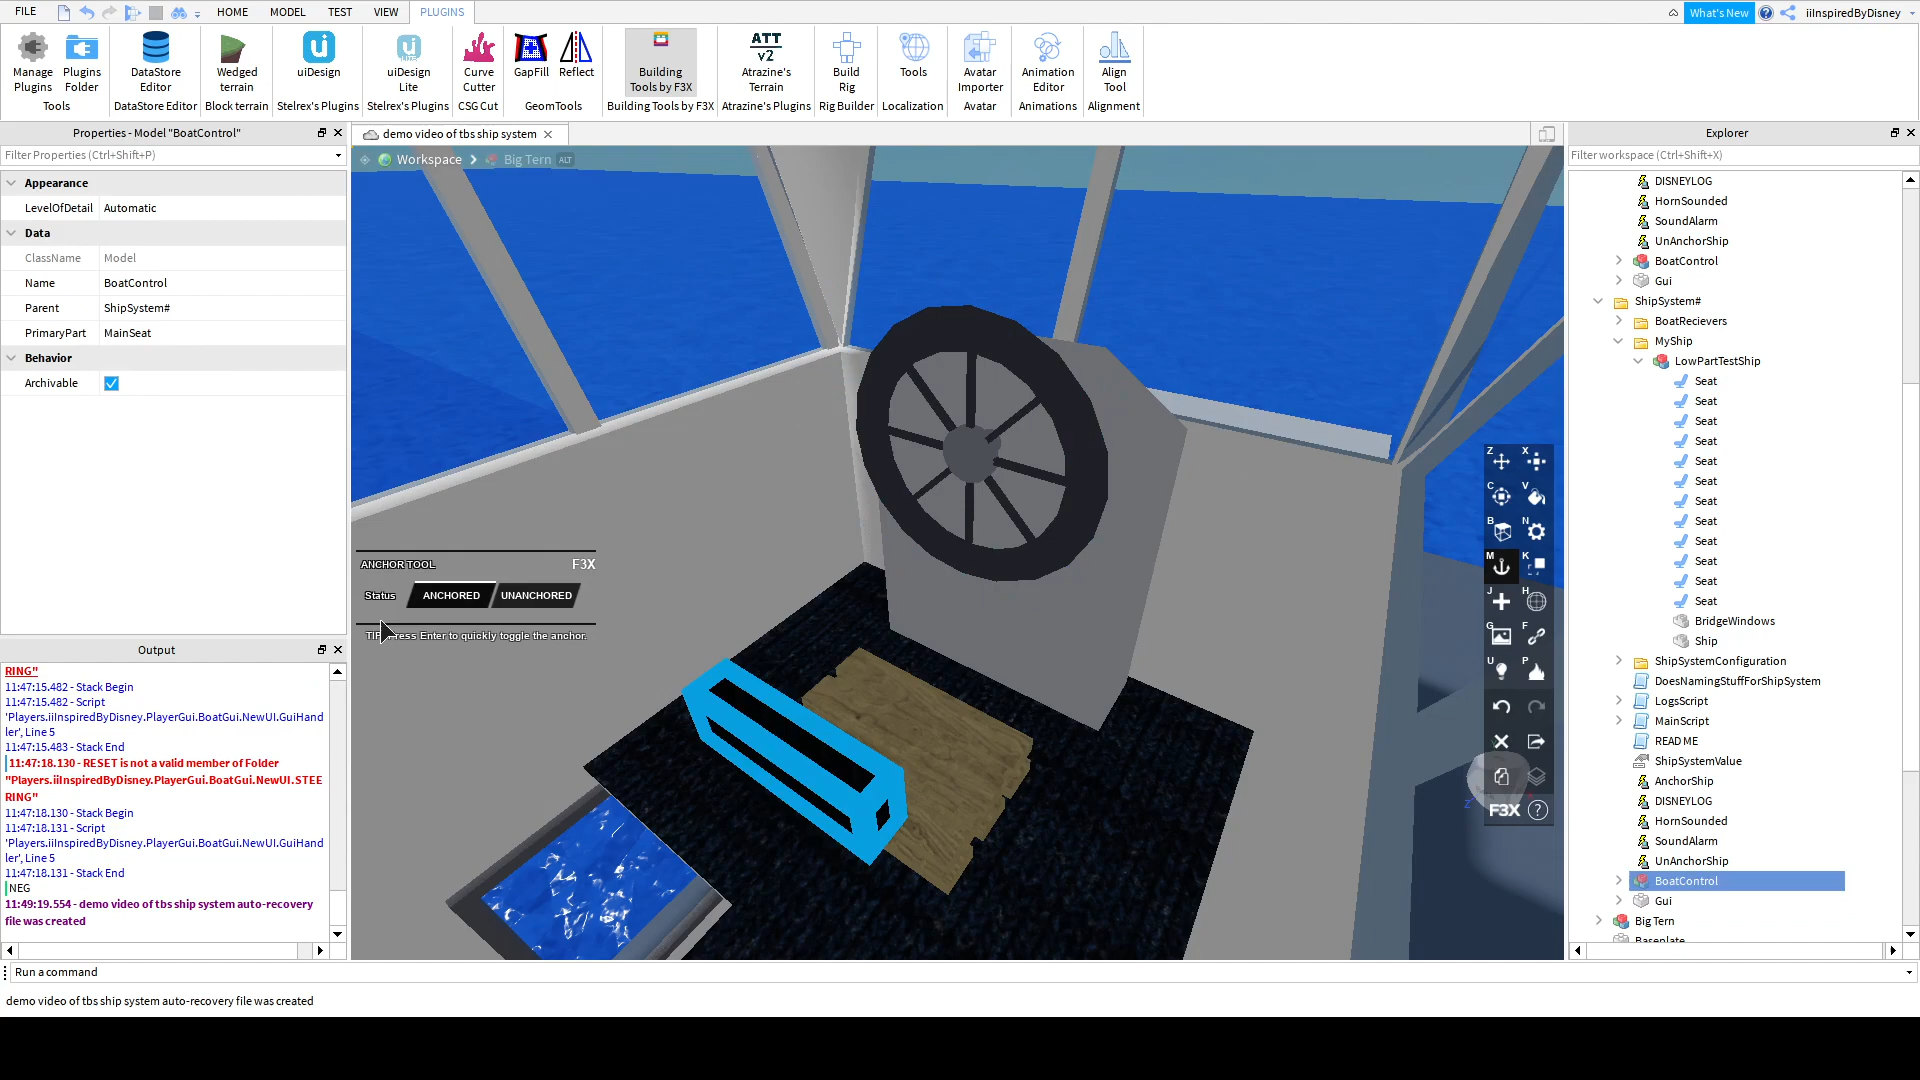 FILE
HOME
MODEL
TEST
VIEW
PLUGINS
What's New
iiInspiredByDisney
Manage Plugins
Plugins Folder
Tools
DataStore Editor
DataStore Editor
Wedged terrain
Block terrain
uiDesign
Stelrex's Plugins
uiDesign Lite
Stelrex's Plugins
Curve Cutter
CSG Cut
GapFill
Reflect
GeomTools
Building Tools by F3X
Building Tools by F3X
ATT v2
Atrazine's Terrain
Atrazine's Plugins
Build Rig
Rig Builder
Tools
Localization
Avatar Importer
Avatar
Animation Editor
Animations
Align Tool
Alignment
Properties - Model "BoatControl"
Filter Properties (Ctrl+Shift+P)
Appearance
LevelOfDetail Automatic
Data
ClassName Model
Name BoatControl
Parent ShipSystem#
PrimaryPart MainSeat
Behavior
Archivable
Output
RING"
11:47:15.482 - Stack Begin
11:47:15.482 - Script
'Players.iiInspiredByDisney.PlayerGui.BoatGui.NewUI.GuiHand
ler', Line 5
11:47:15.483 - Stack End
11:47:18.130 - RESET is not a valid member of Folder
"Players.iiInspiredByDisney.PlayerGui.BoatGui.NewUI.STEE
RING"
11:47:18.130 - Stack Begin
11:47:18.131 - Script
'Players.iiInspiredByDisney.PlayerGui.BoatGui.NewUI.GuiHand
ler', Line 5
11:47:18.131 - Stack End
NEG
11:49:19.554 - demo video of tbs ship system auto-recovery
file was created
demo video of tbs ship system
Workspace
Big Tern ALT
ANCHOR TOOL F3X
Status ANCHORED UNANCHORED
TIP: Press Enter to quickly toggle the anchor.
Z X
C V
B N
M K
J H
G F
U P
F3X ?
Z
Explorer
Filter workspace (Ctrl+Shift+X)
DISNEYLOG
HornSounded
SoundAlarm
UnAnchorShip
BoatControl
Gui
ShipSystem#
BoatRecievers
MyShip
LowPartTestShip
Seat
Seat
Seat
Seat
Seat
Seat
Seat
Seat
Seat
Seat
Seat
Seat
BridgeWindows
Ship
ShipSystemConfiguration
DoesNamingStuffForShipSystem
LogsScript
MainScript
README
ShipSystemValue
AnchorShip
DISNEYLOG
HornSounded
SoundAlarm
UnAnchorShip
BoatControl
Gui
Big Tern
Baseplate
Run a command
demo video of tbs ship system auto-recovery file was created